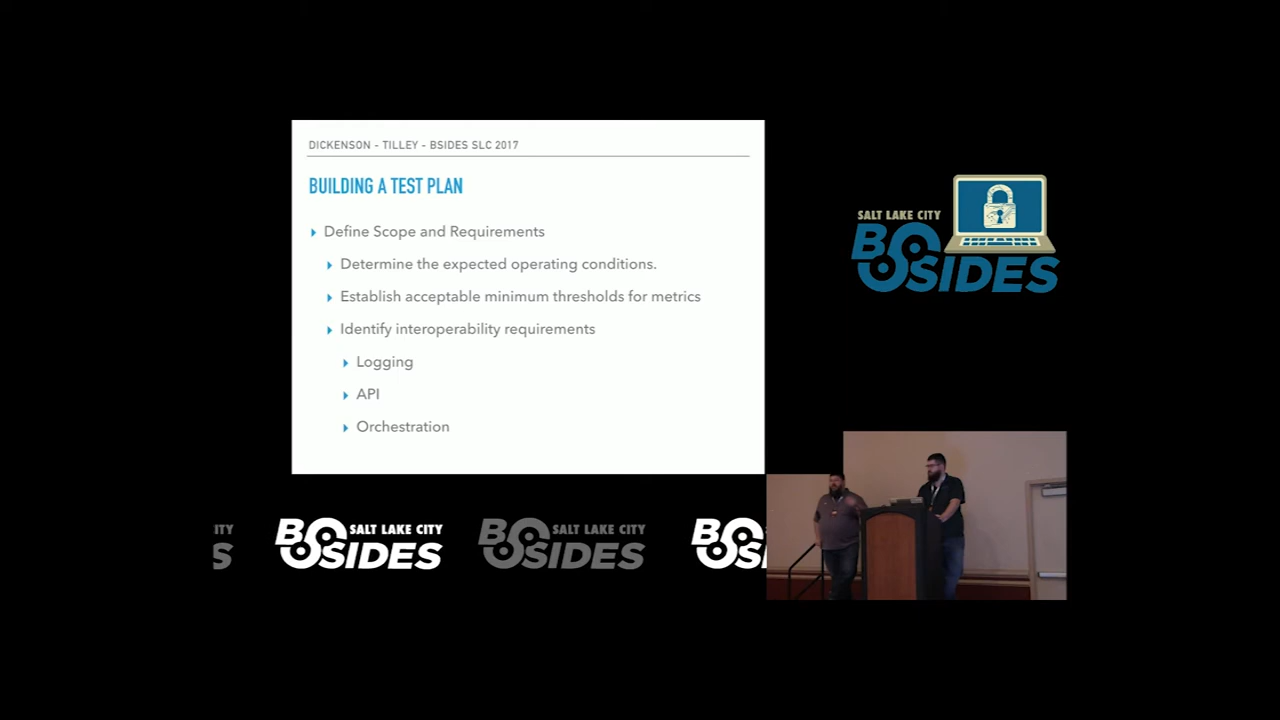 DICKENSON - TILLEY - BSIDES SLC 2017
BUILDING A TEST PLAN
Define Scope and Requirements
Determine the expected operating conditions.
Establish acceptable minimum thresholds for metrics
Identify interoperability requirements
Logging
API
Orchestration
SALT LAKE CITY
BSIDES
ITY
S
SALT LAKE CITY
BSIDES
SALT LAKE CITY
BSIDES
BS